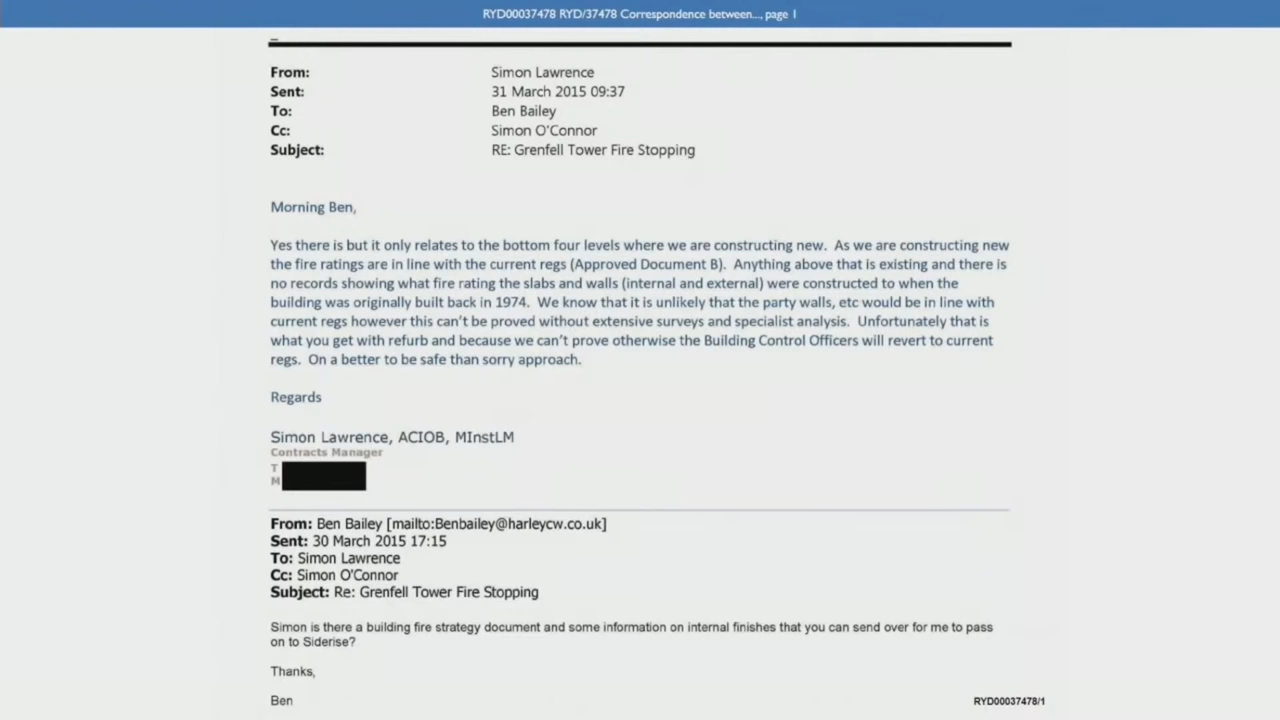 RYD00037478 RYD/37478 Correspondence between..., page 1
From: Simon Lawrence
Sent: 31 March 2015 09:37
To: Ben Bailey
Cc: Simon O'Connor
Subject: RE: Grenfell Tower Fire Stopping
Morning Ben,
Yes there is but it only relates to the bottom four levels where we are constructing new.  As we are constructing new
the fire ratings are in line with the current regs (Approved Document B).  Anything above that is existing and there is
no records showing what fire rating the slabs and walls (internal and external) were constructed to when the
building was originally built back in 1974.  We know that it is unlikely that the party walls, etc would be in line with
current regs however this can't be proved without extensive surveys and specialist analysis.  Unfortunately that is
what you get with refurb and because we can't prove otherwise the Building Control Officers will revert to current
regs.  On a better to be safe than sorry approach.
Regards
Simon Lawrence, ACIOB, MInstLM
Contracts Manager
T
M
From: Ben Bailey [mailto:Benbailey@harleycw.co.uk]
Sent: 30 March 2015 17:15
To: Simon Lawrence
Cc: Simon O'Connor
Subject: Re: Grenfell Tower Fire Stopping
Simon is there a building fire strategy document and some information on internal finishes that you can send over for me to pass
on to Siderise?
Thanks,
Ben
RYD00037478/1